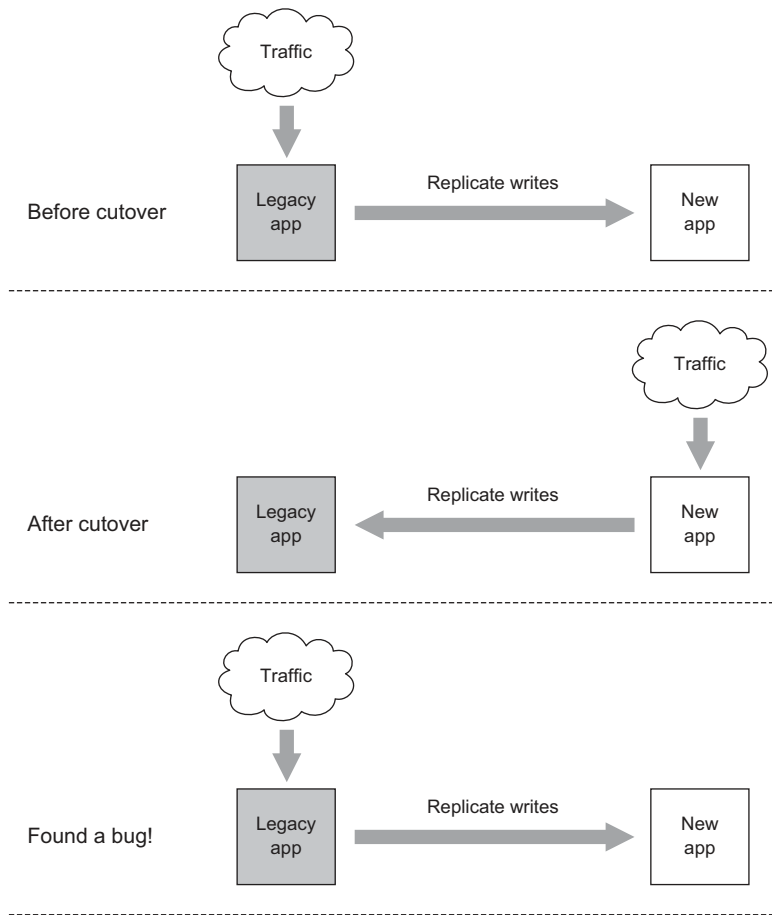 Traffic
Before cutover
Legacy
app
Replicate writes
New
app
Traffic
After cutover
Legacy
app
Replicate writes
New
app
Traffic
Found a bug!
Legacy
app
Replicate writes
New
app